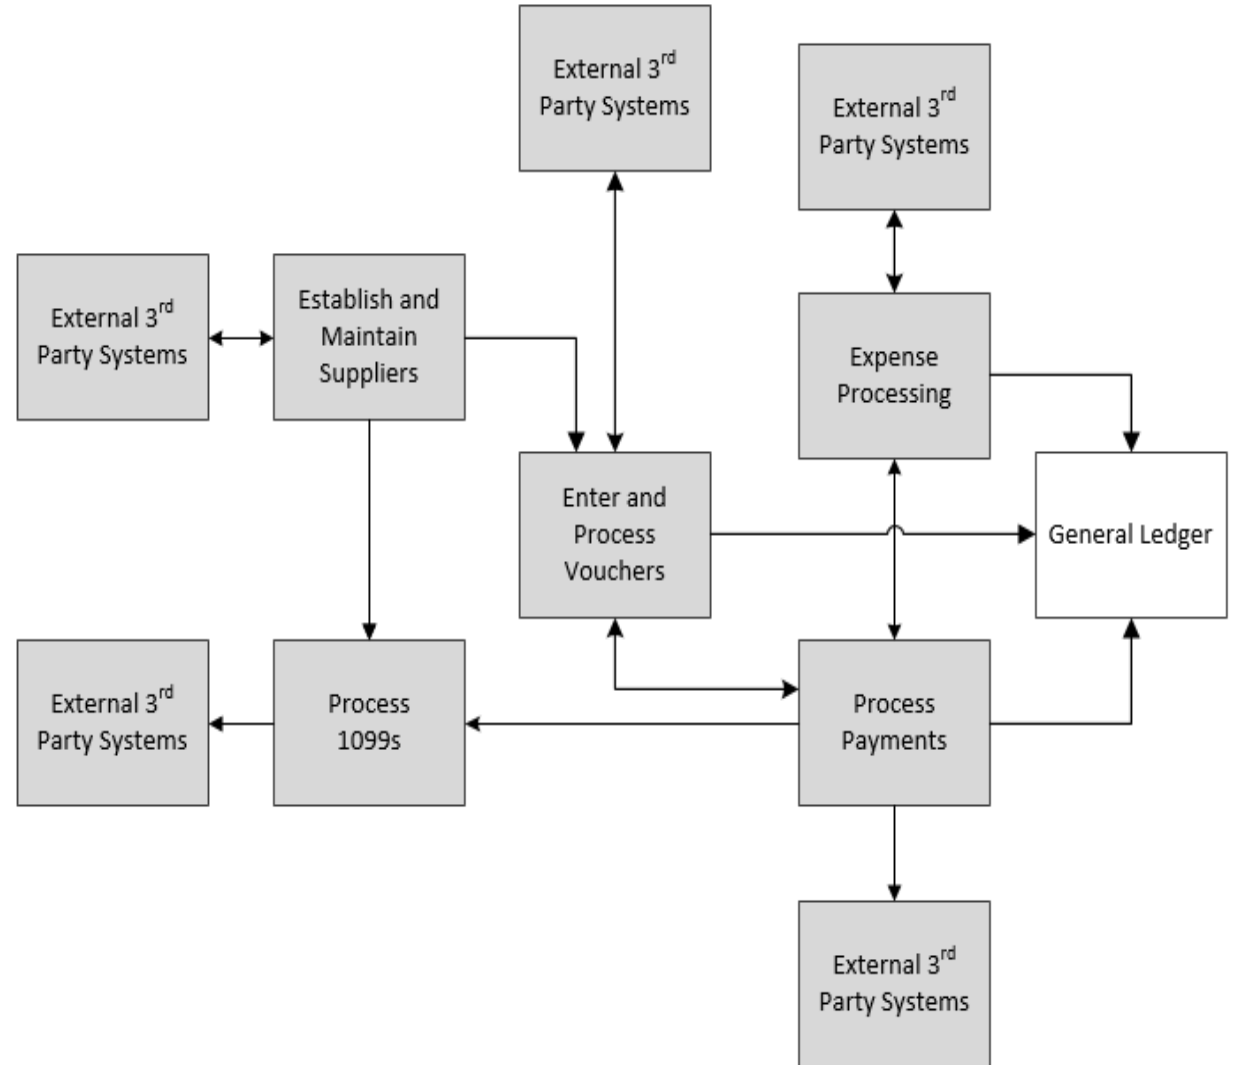 External 3rd
Party Systems
External 3rd
Party Systems
External 3rd
Party Systems
Establish and
Maintain
Suppliers
Expense
Processing
Enter and
Process
Vouchers
General Ledger
External 3rd
Party Systems
Process
1099s
Process
Payments
External 3rd
Party Systems